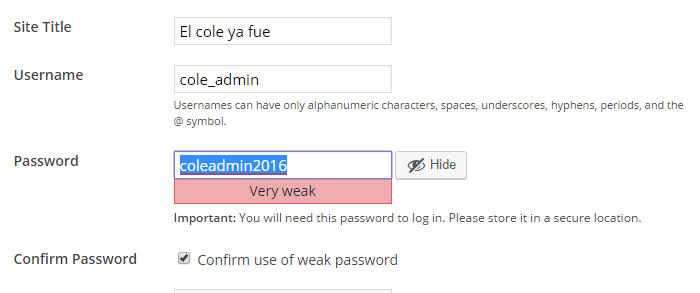 Site Title
El cole ya fue
Username
cole_admin
Usernames can have only alphanumeric characters, spaces, underscores, hyphens, periods, and the
@ symbol.
Password
coleadmin2016
Hide
Very weak
Important: You will need this password to log in. Please store it in a secure location.
Confirm Password
Confirm use of weak password